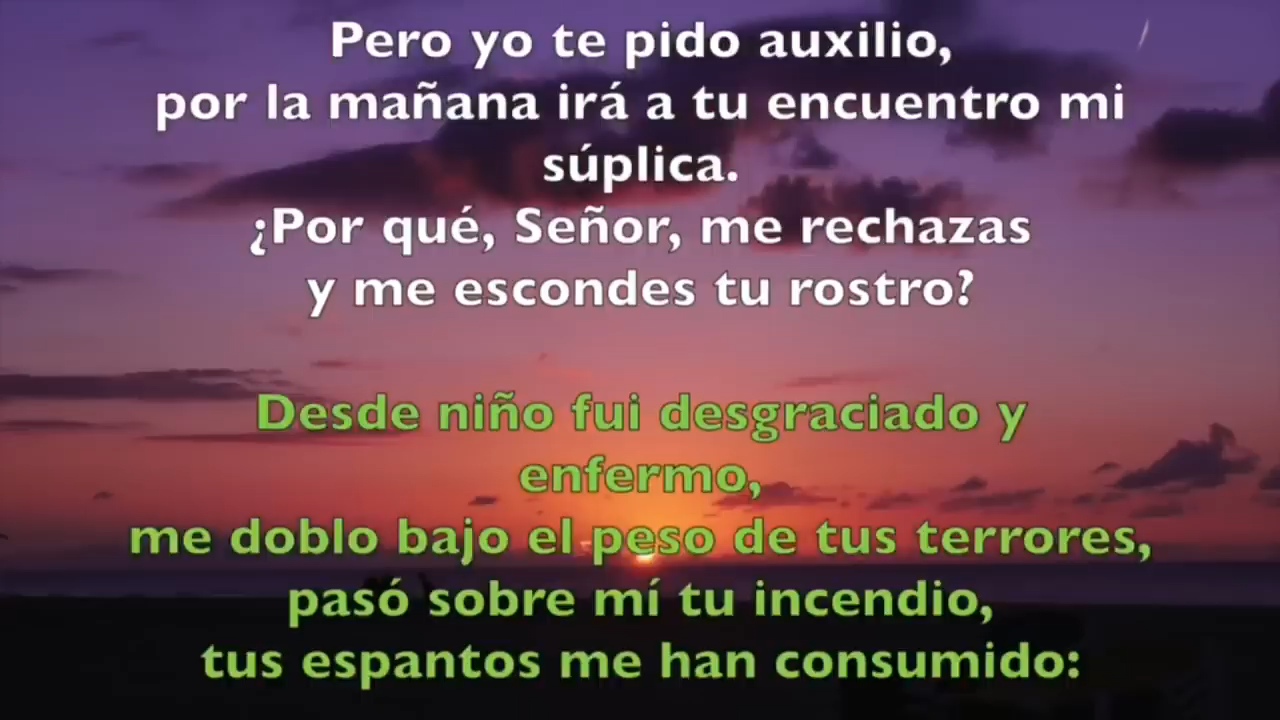 Pero yo te pido auxilio,
por la mañana irá a tu encuentro mi
súplica.
¿Por qué, Señor, me rechazas
y me escondes tu rostro?
Desde niño fui desgraciado y
enfermo,
me doblo bajo el peso de tus terrores,
pasó sobre mí tu incendio,
tus espantos me han consumido: